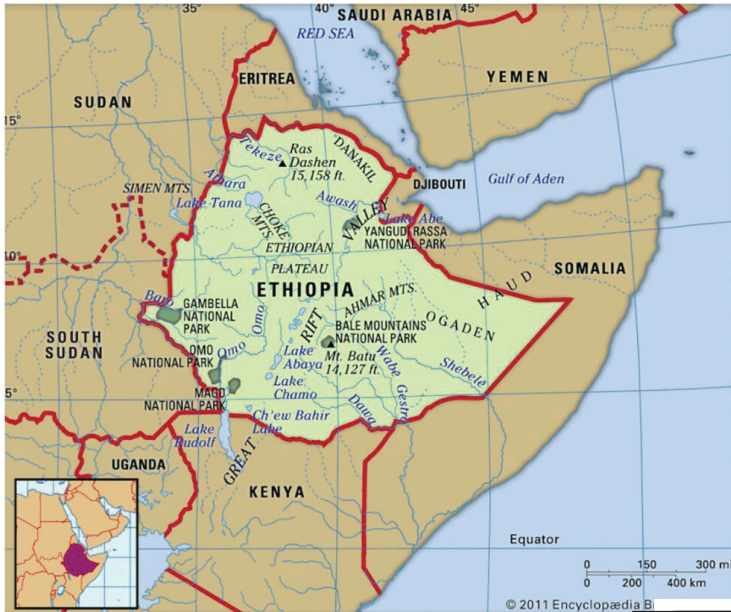 35°
40°
45°
SAUDI ARABIA
RED SEA
ERITREA
YEMEN
SUDAN
15°
Tekeze
Ras
Dashen
15,158 ft.
DANAKIL
DJIBOUTI
Gulf of Aden
SIMEN MTS.
Atbara
Lake Tana
CHOKE
MTS.
Awash
VALLEY
Lake Abe
YANGUDI RASSA
NATIONAL PARK
ETHIOPIAN
PLATEAU
10°
SOMALIA
ETHIOPIA
HAUD
AHMAR MTS.
OGADEN
Baro
GAMBELLA
NATIONAL
PARK
Omo
RIFT
BALE MOUNTAINS
NATIONAL PARK
SOUTH
SUDAN
OMO
NATIONAL PARK
Omo
Lake
Abaya
Mt. Batu
14,127 ft.
Wabe
Gestro
Shebele
MAGO
NATIONAL PARK
Lake
Chamo
5°
Dawa
Ch'ew Bahir
Lake
Lake
Rudolf
GREAT
UGANDA
KENYA
Equator
0 150 300 mi
0 200 400 km
© 2011 Encyclopædia B